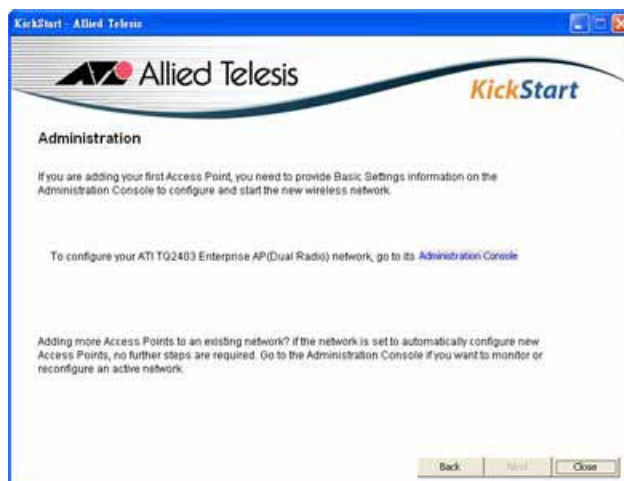 KickStart - Allied Telesis
Allied Telesis
KickStart
Administration
If you are adding your first Access Point, you need to provide Basic Settings information on the
Administration Console to configure and start the new wireless network.
To configure your ATI TQ2403 Enterprise AP(Dual Radio) network, go to its Administration Console
Adding more Access Points to an existing network? if the network is set to automatically configure new
Access Points, no further steps are required. Go to the Administration Console if you want to monitor or
reconfigure an active network.
Back Next Close